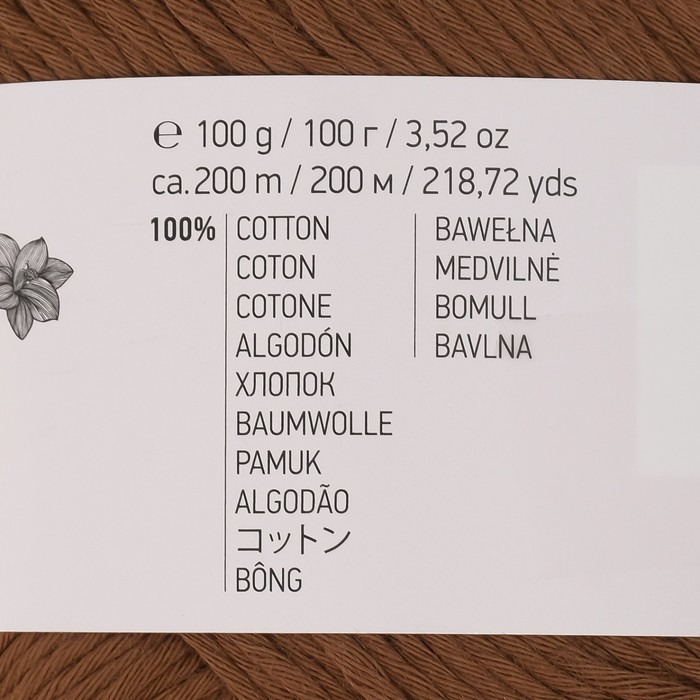 ℮ 100 g / 100 г / 3,52 oz
ca.200 m / 200 м / 218,72 yds
100%
COTTON
COTON
COTONE
ALGODÓN
ХЛОПОК
BAUMWOLLE
PAMUK
ALGODÃO
コットン
BÔNG
BAWEŁNA
MEDVILNĖ
BOMULL
BAVLNA